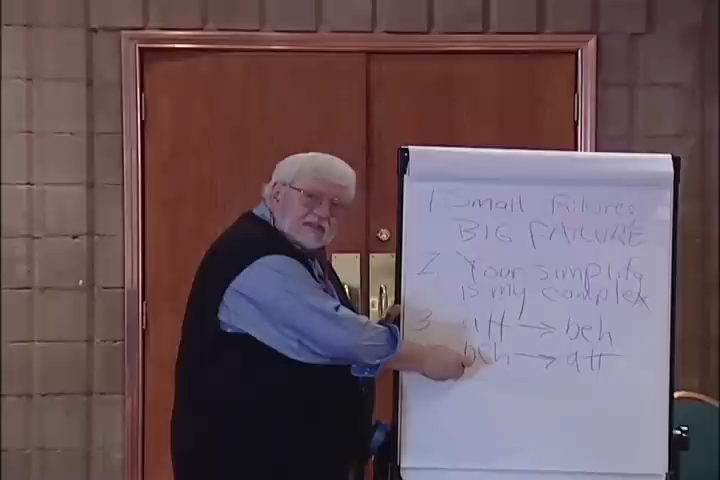 1 Small Failures
BIG FAILURE
2 Your simplify
is my complex
3 att → beh
beh → att